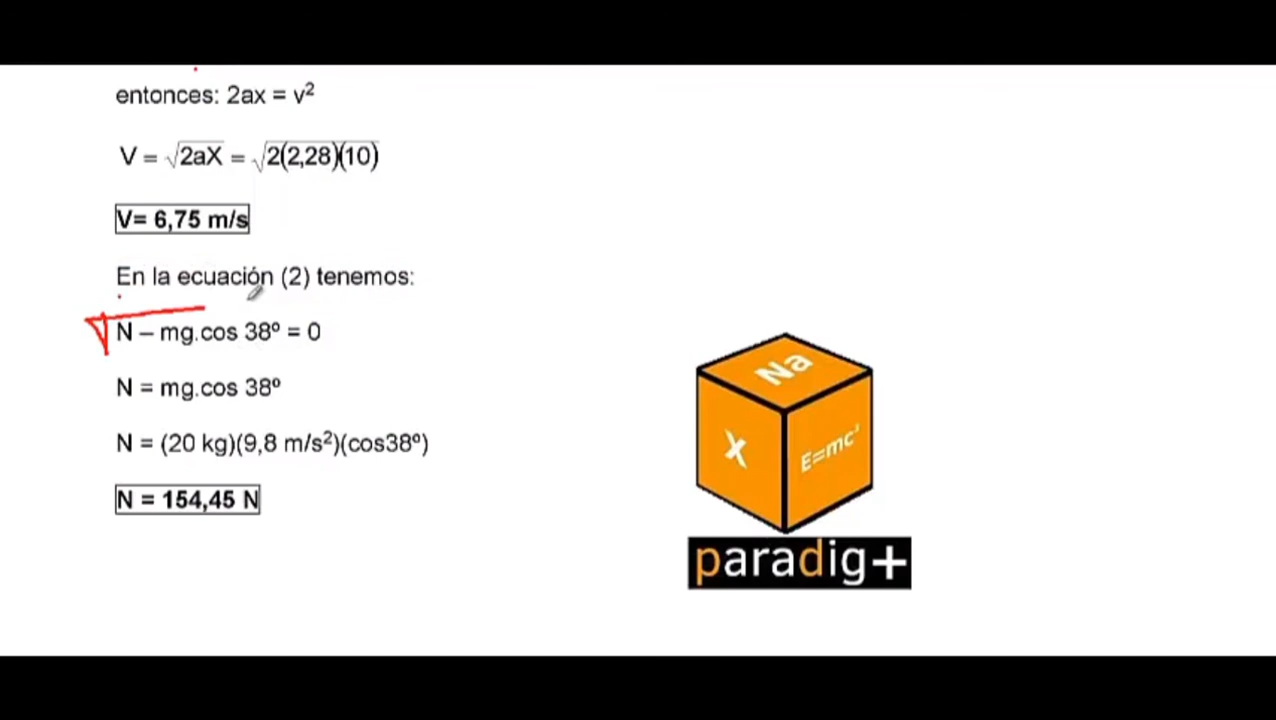 entonces: 2ax = v²
V = √2aX = √2(2,28)(10)
V= 6,75 m/s
En la ecuación (2) tenemos:
N – mg.cos 38º = 0
N = mg.cos 38º
N = (20 kg)(9,8 m/s²)(cos38º)
N = 154,45 N
Na
X
E=mc²
paradig+